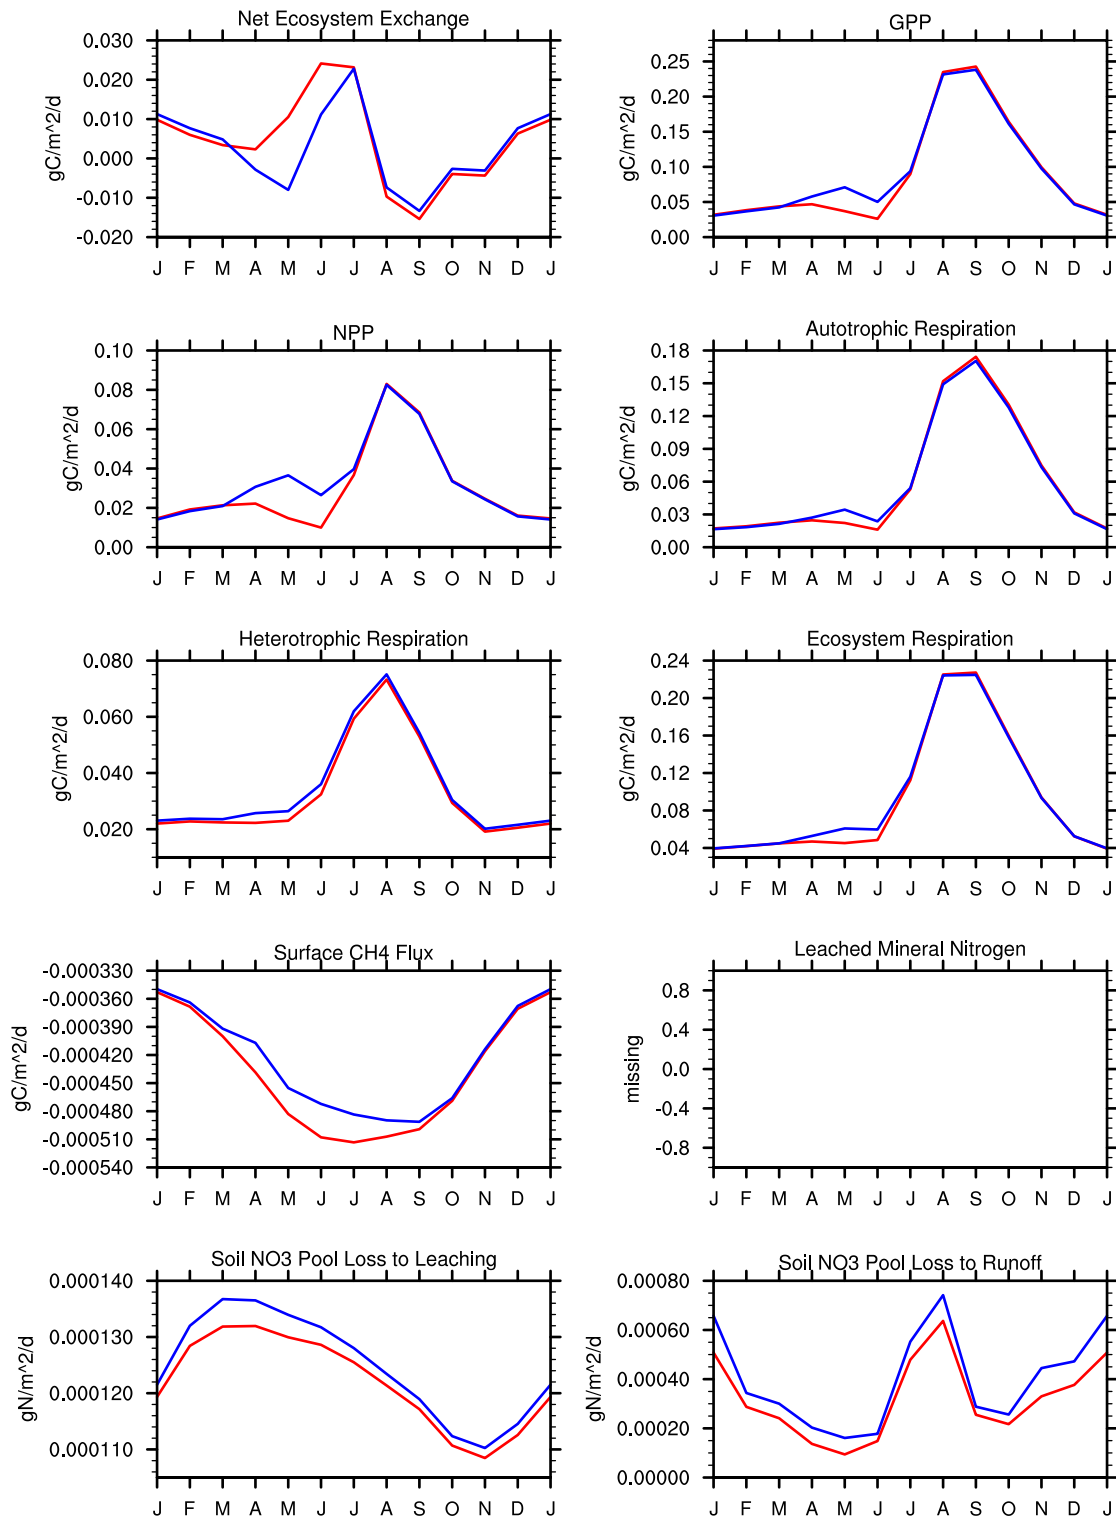 Net Ecosystem Exchange
gC/m^2/d
0.030
0.020
0.010
0.000
-0.010
-0.020
J F M A M J J A S O N D J
GPP
gC/m^2/d
0.25
0.20
0.15
0.10
0.05
0.00
J F M A M J J A S O N D J
NPP
gC/m^2/d
0.10
0.08
0.06
0.04
0.02
0.00
J F M A M J J A S O N D J
Autotrophic Respiration
gC/m^2/d
0.18
0.15
0.12
0.09
0.06
0.03
0.00
J F M A M J J A S O N D J
Heterotrophic Respiration
gC/m^2/d
0.080
0.060
0.040
0.020
J F M A M J J A S O N D J
Ecosystem Respiration
gC/m^2/d
0.24
0.20
0.16
0.12
0.08
0.04
J F M A M J J A S O N D J
Surface CH4 Flux
gC/m^2/d
-0.000330
-0.000360
-0.000390
-0.000420
-0.000450
-0.000480
-0.000510
-0.000540
J F M A M J J A S O N D J
Leached Mineral Nitrogen
missing
0.8
0.4
0.0
-0.4
-0.8
J F M A M J J A S O N D J
Soil NO3 Pool Loss to Leaching
gN/m^2/d
0.000140
0.000130
0.000120
0.000110
J F M A M J J A S O N D J
Soil NO3 Pool Loss to Runoff
gN/m^2/d
0.00080
0.00060
0.00040
0.00020
0.00000
J F M A M J J A S O N D J